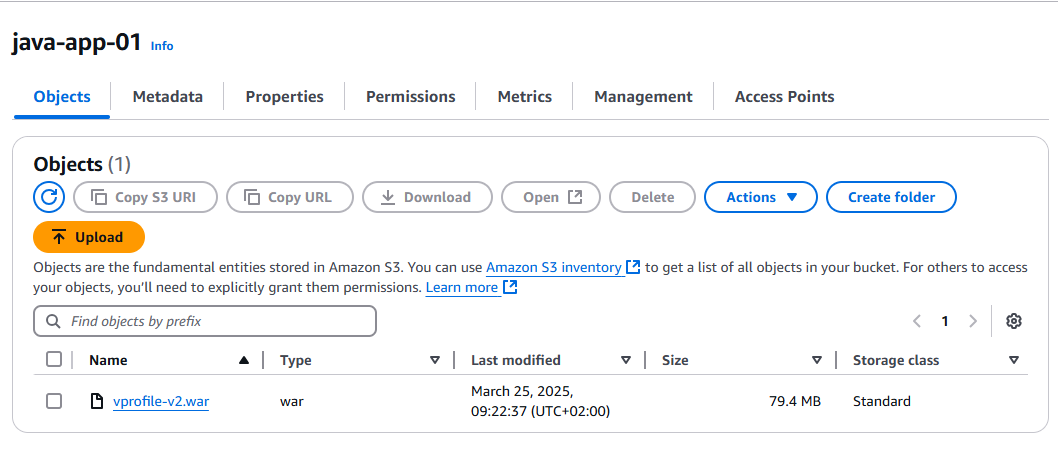 java-app-01 Info
Objects Metadata Properties Permissions Metrics Management Access Points
Objects (1)
Copy S3 URI Copy URL Download Open Delete Actions Create folder
Upload
Objects are the fundamental entities stored in Amazon S3. You can use Amazon S3 inventory to get a list of all objects in your bucket. For others to access
your objects, you'll need to explicitly grant them permissions. Learn more
Find objects by prefix 1
Name Type Last modified Size Storage class
vprofile-v2.war war March 25, 2025, 79.4 MB Standard
09:22:37 (UTC+02:00)